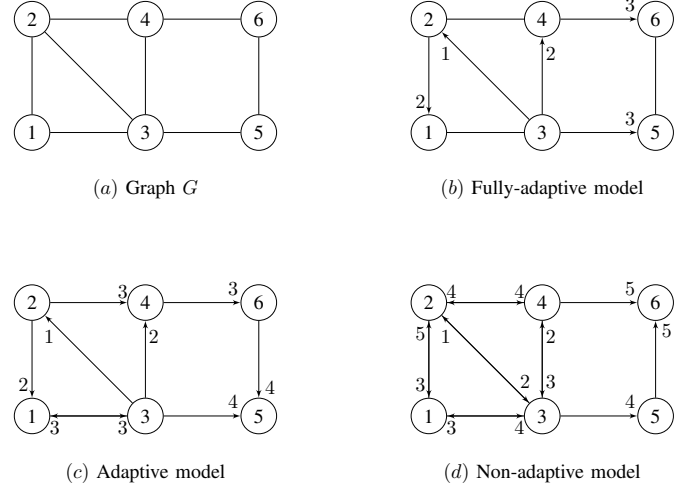 2 4 6 2 4 3 6
1 2
2 3
1 3 5 1 3 5
(a) Graph G (b) Fully-adaptive model
2 3 4 3 6 2 4 4 4 5 6
1 2 5 1 2 5
2 4 3 2 3 4
1 3 3 3 5 1 3 4 3 5
(c) Adaptive model (d) Non-adaptive model